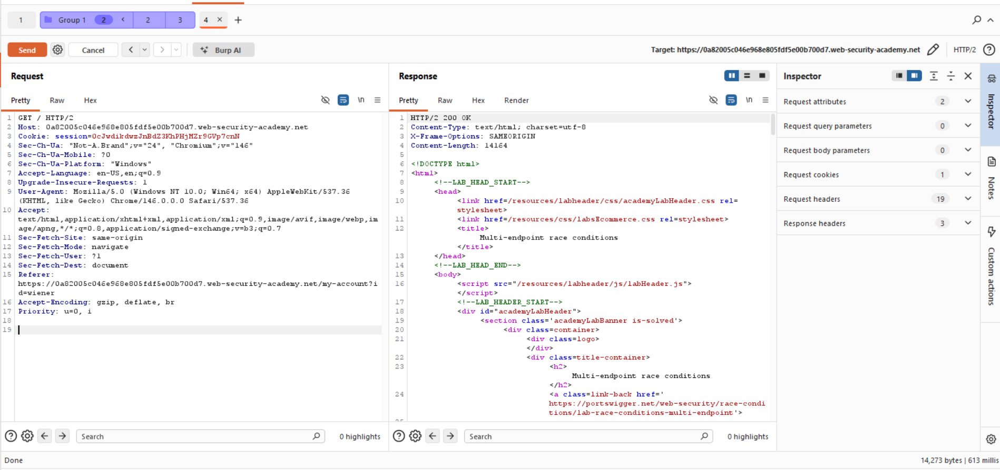 1
Group 1 2
2
3
4
Send
Cancel
Burp AI
Target: https://0a82005c046e968e805fdf5e00b700d7.web-security-academy.net
HTTP/2
Request
Pretty Raw Hex
\n
1 GET / HTTP/2
2 Host: 0a82005c046e968e805fdf5e00b700d7.web-security-academy.net
3 Cookie: session=0cJwdikdwzJnBdZ3KhPHjMZr9GVp7cnN
4 Sec-Ch-Ua: "Not-A.Brand";v="24", "Chromium";v="146"
5 Sec-Ch-Ua-Mobile: ?0
6 Sec-Ch-Ua-Platform: "Windows"
7 Accept-Language: en-US,en;q=0.9
8 Upgrade-Insecure-Requests: 1
9 User-Agent: Mozilla/5.0 (Windows NT 10.0; Win64; x64) AppleWebKit/537.36
(KHTML, like Gecko) Chrome/146.0.0.0 Safari/537.36
10 Accept:
text/html,application/xhtml+xml,application/xml;q=0.9,image/avif,image/webp,im
age/apng,*/*;q=0.8,application/signed-exchange;v=b3;q=0.7
11 Sec-Fetch-Site: same-origin
12 Sec-Fetch-Mode: navigate
13 Sec-Fetch-User: ?1
14 Sec-Fetch-Dest: document
15 Referer:
https://0a82005c046e968e805fdf5e00b700d7.web-security-academy.net/my-account?i
d=wiener
16 Accept-Encoding: gzip, deflate, br
17 Priority: u=0, i
18
19
Search
0 highlights
Response
Pretty Raw Hex Render
\n
1 HTTP/2 200 OK
2 Content-Type: text/html; charset=utf-8
3 X-Frame-Options: SAMEORIGIN
4 Content-Length: 14164
5
6 <!DOCTYPE html>
7 <html>
8 <!--LAB_HEAD_START-->
9 <head>
10 <link href=/resources/labheader/css/academyLabHeader.css rel=
stylesheet>
11 <link href=/resources/css/labsEcommerce.css rel=stylesheet>
12 <title>
Multi-endpoint race conditions
</title>
13 </head>
14 <!--LAB_HEAD_END-->
15 <body>
16 <script src="/resources/labheader/js/labHeader.js">
</script>
17 <!--LAB_HEADER_START-->
18 <div id="academyLabHeader">
19 <section class='academyLabBanner is-solved'>
20 <div class=container>
21 <div class=logo>
</div>
22 <div class=title-container>
23 <h2>
Multi-endpoint race conditions
</h2>
24 <a class=link-back href='
https://portswigger.net/web-security/race-condi
tions/lab-race-conditions-multi-endpoint'>
Search
0 highlights
Inspector
Request attributes 2
Request query parameters 0
Request body parameters 0
Request cookies 1
Request headers 19
Response headers 3
Inspector
Notes
Custom actions
Done
14,273 bytes | 613 millis